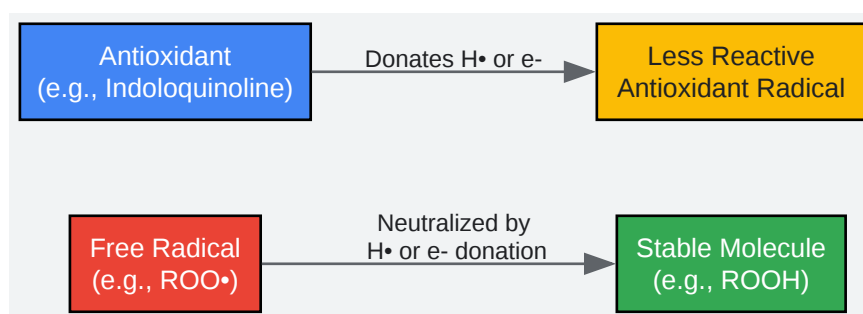 Antioxidant
(e.g., Indoloquinoline)
Donates H• or e-
Less Reactive
Antioxidant Radical
Free Radical
(e.g., ROO•)
Neutralized by
H• or e- donation
Stable Molecule
(e.g., ROOH)